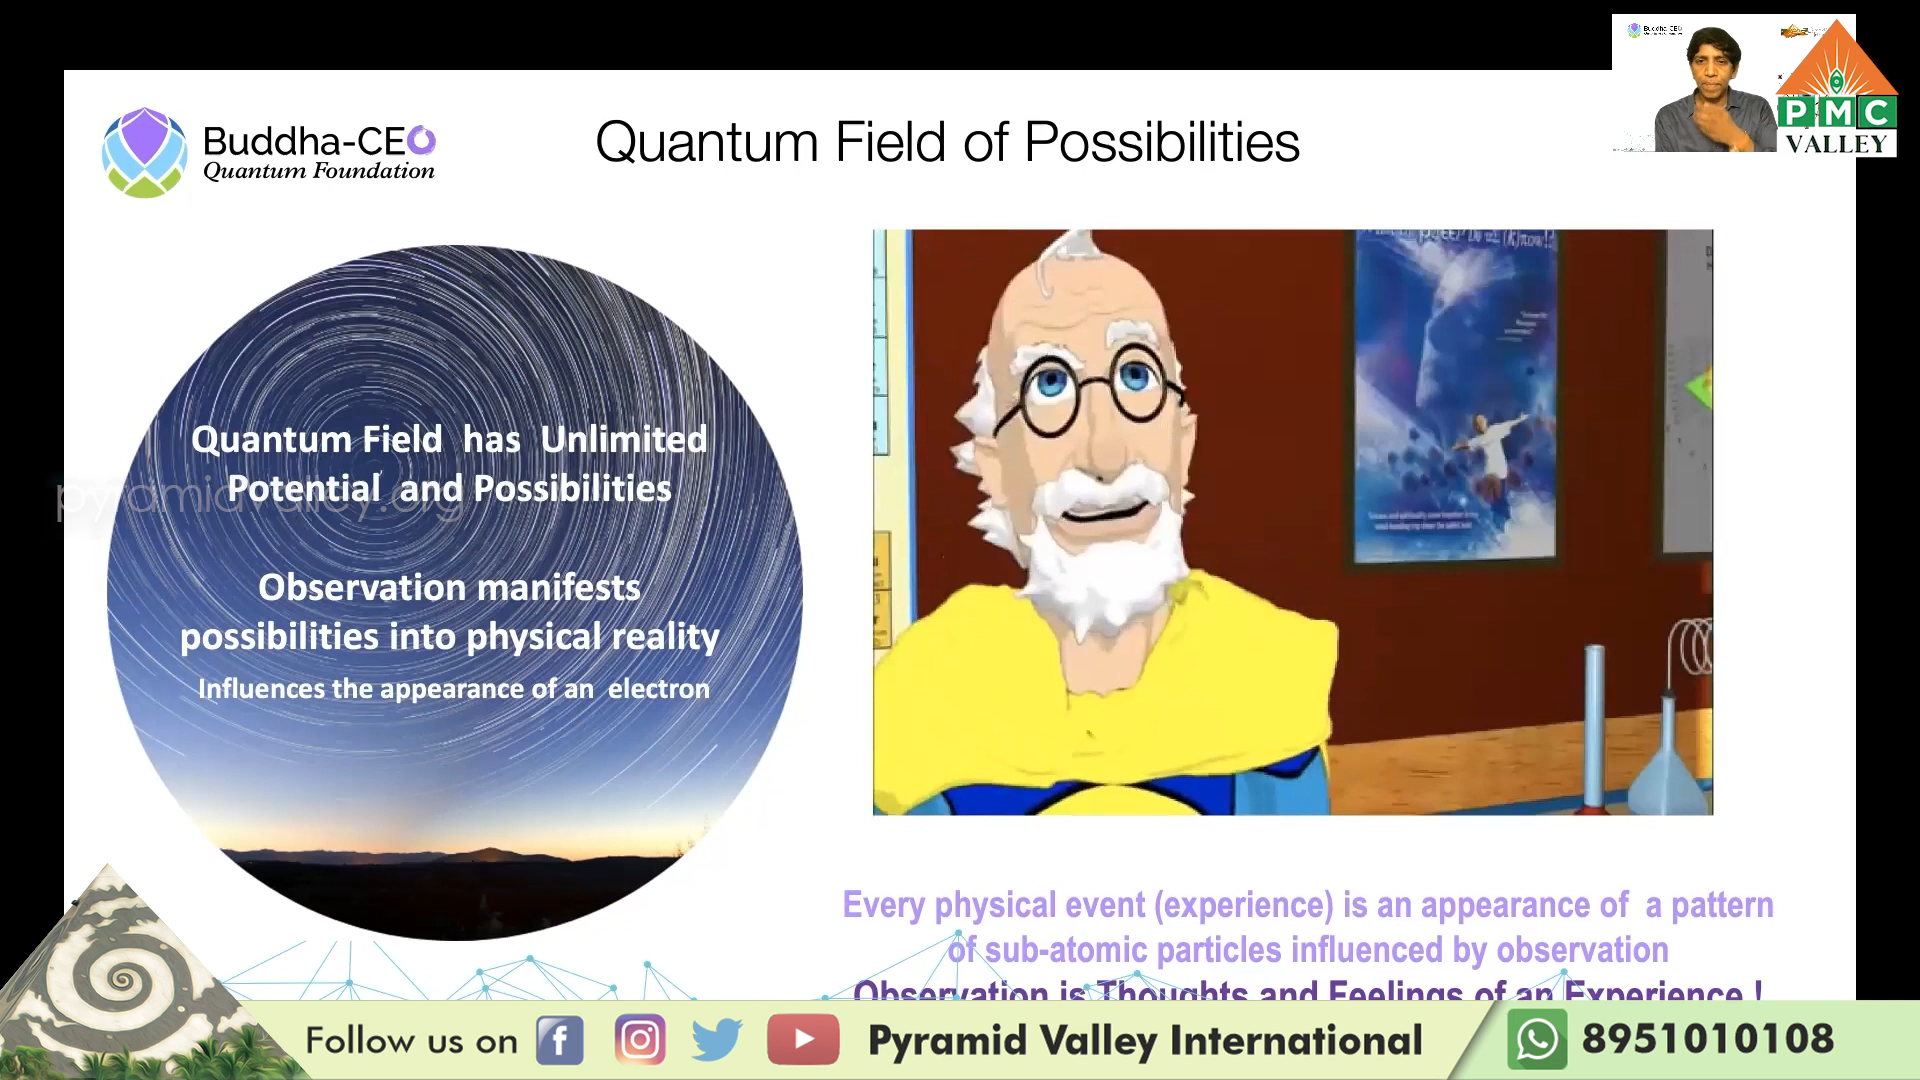 Buddha-CEO
Quantum Foundation
Quantum Field of Possibilities
Buddha-CEO
PMC
VALLEY
Quantum Field has Unlimited
Potential and Possibilities
pyramidvalley.org
Observation manifests
possibilities into physical reality
Influences the appearance of an electron
Every physical event (experience) is an appearance of a pattern
of sub-atomic particles influenced by observation
Observation is Thoughts and Feelings of an Experience !
Follow us on
Pyramid Valley International
8951010108